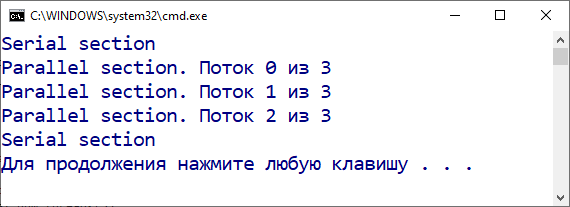 C:\WINDOWS\system32\cmd.exe
Serial section
Parallel section. Поток 0 из 3
Parallel section. Поток 1 из 3
Parallel section. Поток 2 из 3
Serial section
Для продолжения нажмите любую клавишу . . .